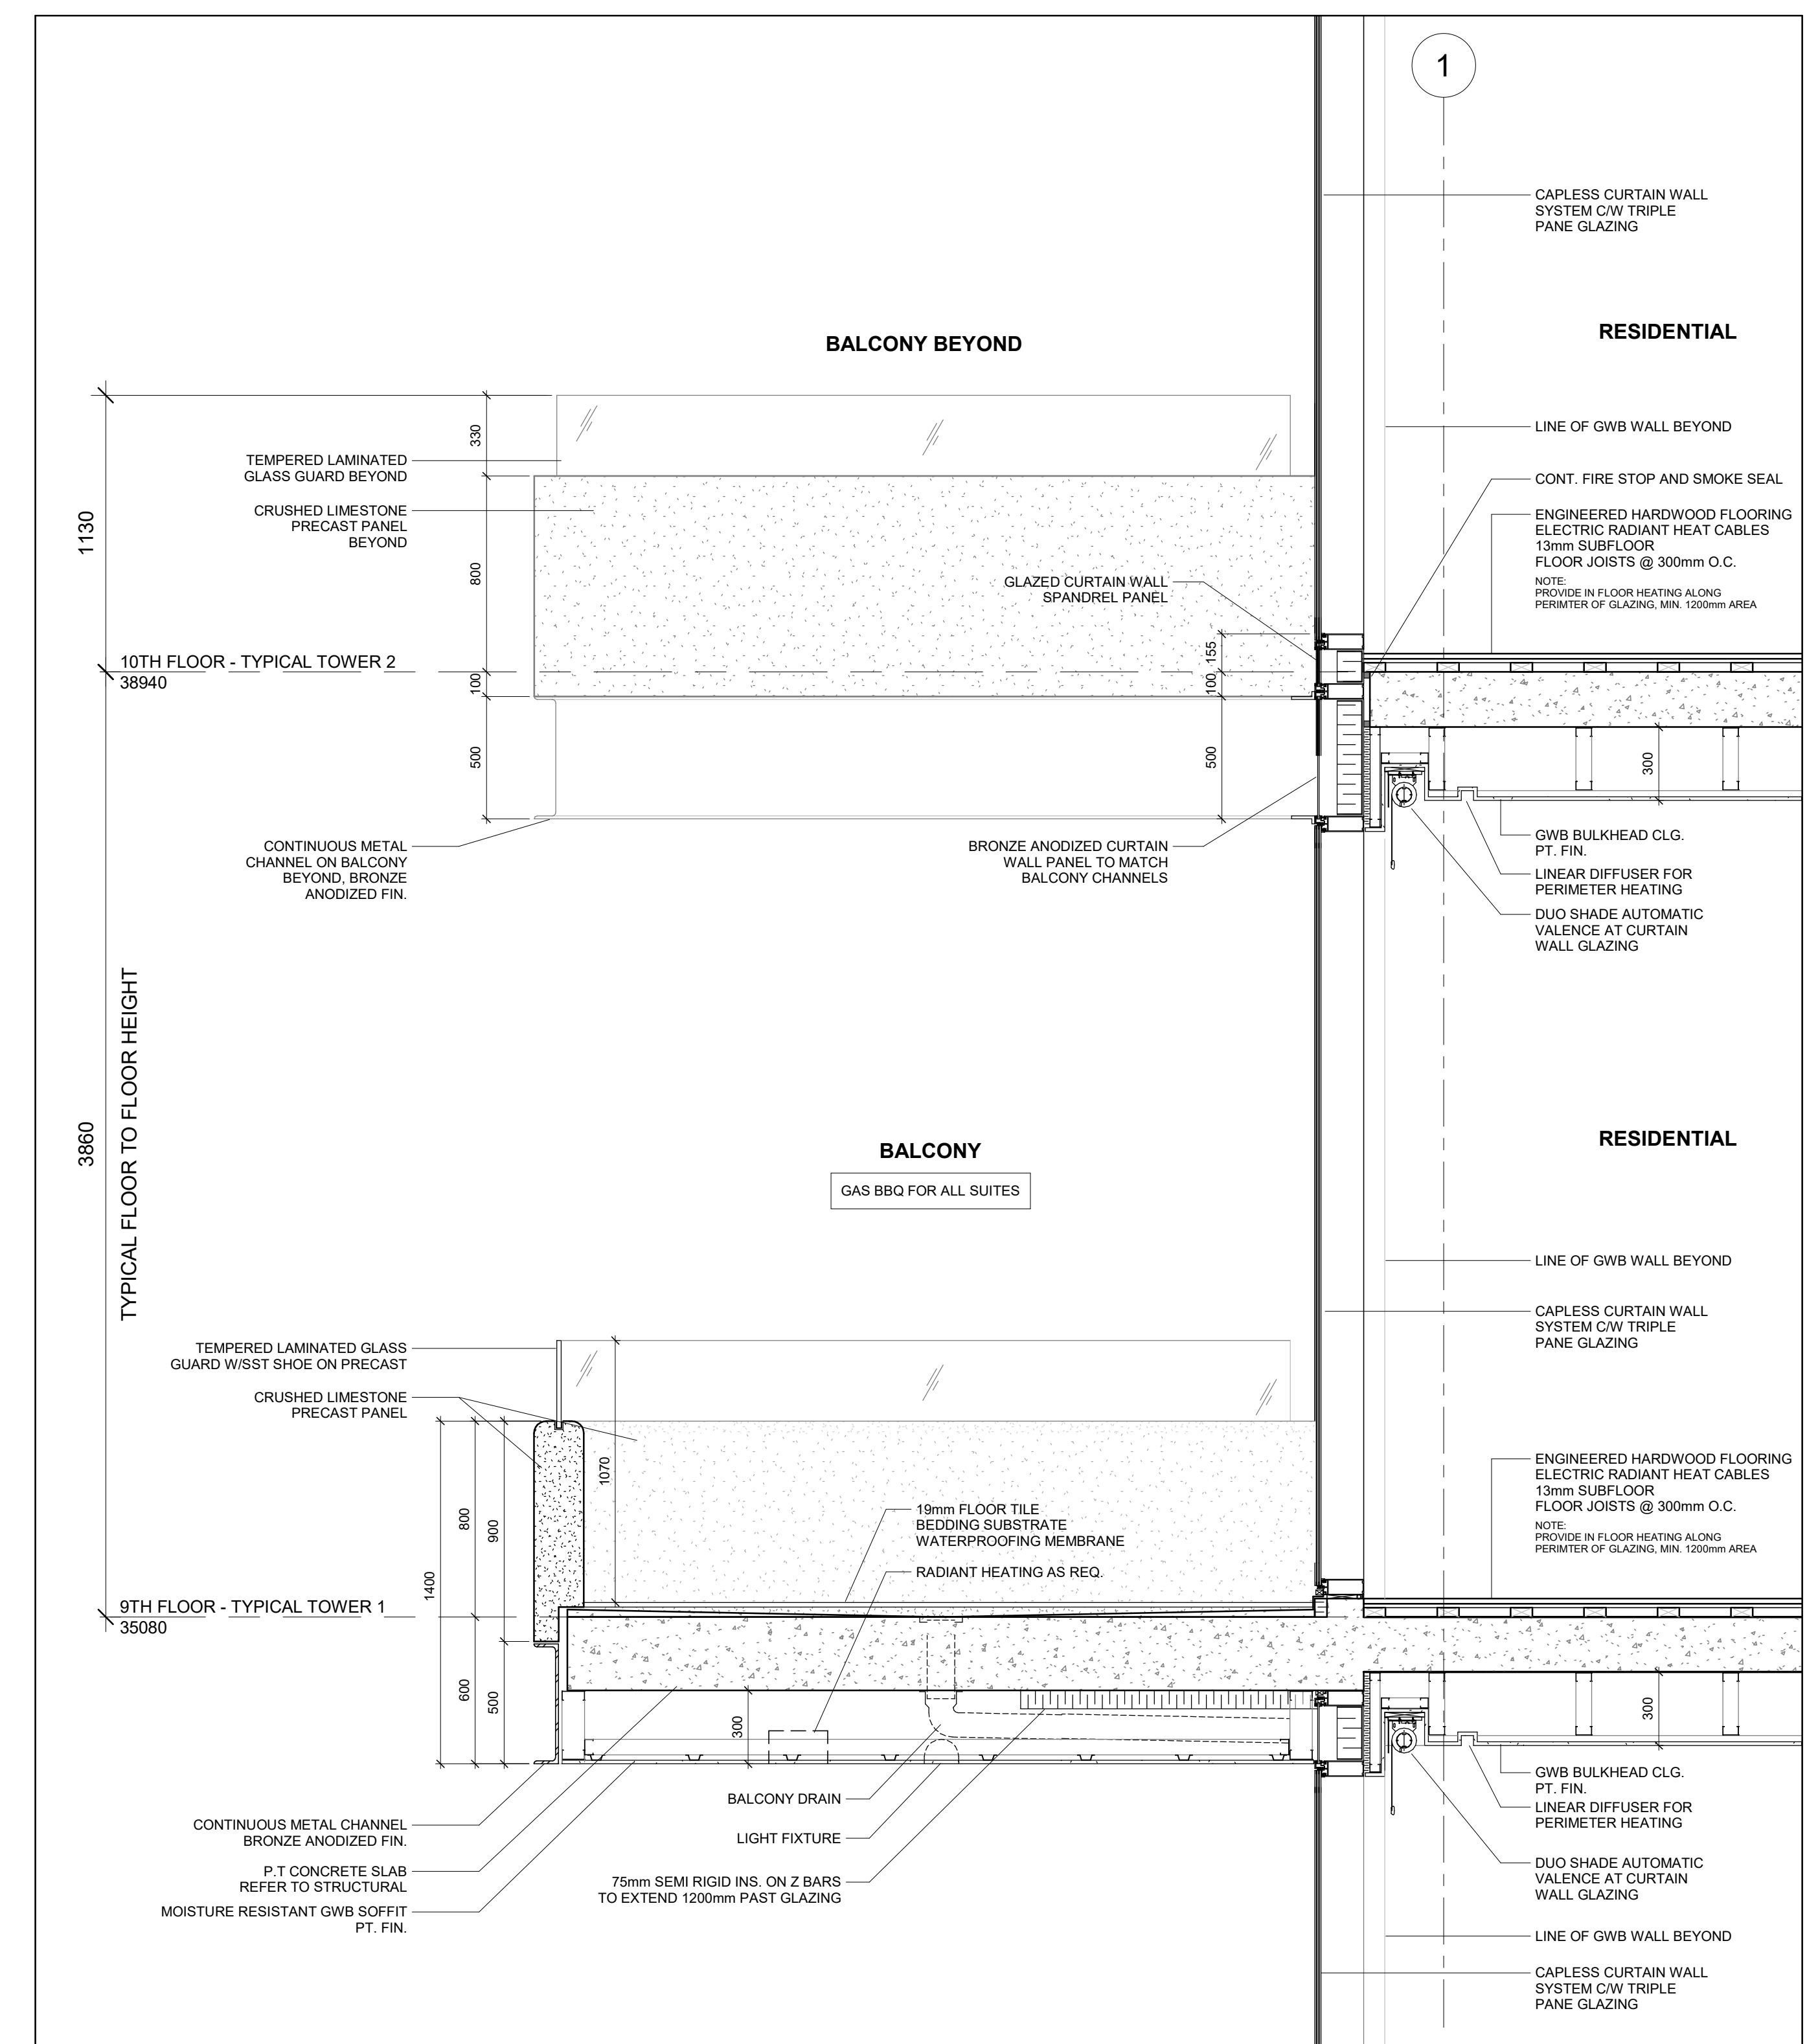 1
CAPLESS CURTAIN WALL
SYSTEM C/W TRIPLE
PANE GLAZING
RESIDENTIAL
BALCONY BEYOND
LINE OF GWB WALL BEYOND
330
TEMPERED LAMINATED
GLASS GUARD BEYOND
CONT. FIRE STOP AND SMOKE SEAL
CRUSHED LIMESTONE
PRECAST PANEL
BEYOND
1130
800
ENGINEERED HARDWOOD FLOORING
ELECTRIC RADIANT HEAT CABLES
13mm SUBFLOOR
FLOOR JOISTS @ 300mm O.C.
NOTE:
PROVIDE IN FLOOR HEATING ALONG
PERIMTER OF GLAZING, MIN. 1200mm AREA
GLAZED CURTAIN WALL
SPANDREL PANEL
155
10TH FLOOR - TYPICAL TOWER 2
38940
100
100
500
500
300
CONTINUOUS METAL
CHANNEL ON BALCONY
BEYOND, BRONZE
ANODIZED FIN.
BRONZE ANODIZED CURTAIN
WALL PANEL TO MATCH
BALCONY CHANNELS
GWB BULKHEAD CLG.
PT. FIN.
LINEAR DIFFUSER FOR
PERIMETER HEATING
DUO SHADE AUTOMATIC
VALENCE AT CURTAIN
WALL GLAZING
3860
TYPICAL FLOOR TO FLOOR HEIGHT
BALCONY
GAS BBQ FOR ALL SUITES
RESIDENTIAL
LINE OF GWB WALL BEYOND
CAPLESS CURTAIN WALL
SYSTEM C/W TRIPLE
PANE GLAZING
TEMPERED LAMINATED GLASS
GUARD W/SST SHOE ON PRECAST
CRUSHED LIMESTONE
PRECAST PANEL
1070
1400
800
900
19mm FLOOR TILE
BEDDING SUBSTRATE
WATERPROOFING MEMBRANE
RADIANT HEATING AS REQ.
ENGINEERED HARDWOOD FLOORING
ELECTRIC RADIANT HEAT CABLES
13mm SUBFLOOR
FLOOR JOISTS @ 300mm O.C.
NOTE:
PROVIDE IN FLOOR HEATING ALONG
PERIMTER OF GLAZING, MIN. 1200mm AREA
9TH FLOOR - TYPICAL TOWER 1
35080
600
500
300
300
CONTINUOUS METAL CHANNEL
BRONZE ANODIZED FIN.
P.T CONCRETE SLAB
REFER TO STRUCTURAL
MOISTURE RESISTANT GWB SOFFIT
PT. FIN.
BALCONY DRAIN
LIGHT FIXTURE
75mm SEMI RIGID INS. ON Z BARS
TO EXTEND 1200mm PAST GLAZING
GWB BULKHEAD CLG.
PT. FIN.
LINEAR DIFFUSER FOR
PERIMETER HEATING
DUO SHADE AUTOMATIC
VALENCE AT CURTAIN
WALL GLAZING
LINE OF GWB WALL BEYOND
CAPLESS CURTAIN WALL
SYSTEM C/W TRIPLE
PANE GLAZING